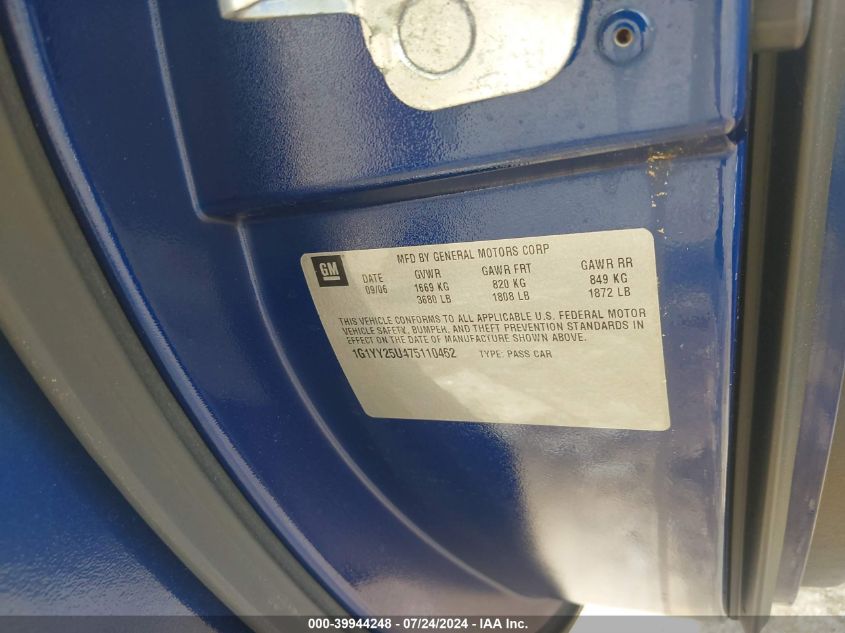 MFD BY GENERAL MOTORS CORP
GM DATE GVWR GAWR FRT GAWR RR
09/06 1669 KG 820 KG 849 KG
3680 LB 1808 LB 1872 LB
THIS VEHICLE CONFORMS TO ALL APPLICABLE U.S. FEDERAL MOTOR
VEHICLE SAFETY, BUMPER, AND THEFT PREVENTION STANDARDS IN
EFFECT ON THE DATE OF MANUFACTURE SHOWN ABOVE.
1G1YY25U475110452 TYPE: PASS CAR
000-39944248 - 07/24/2024 - IAA Inc.